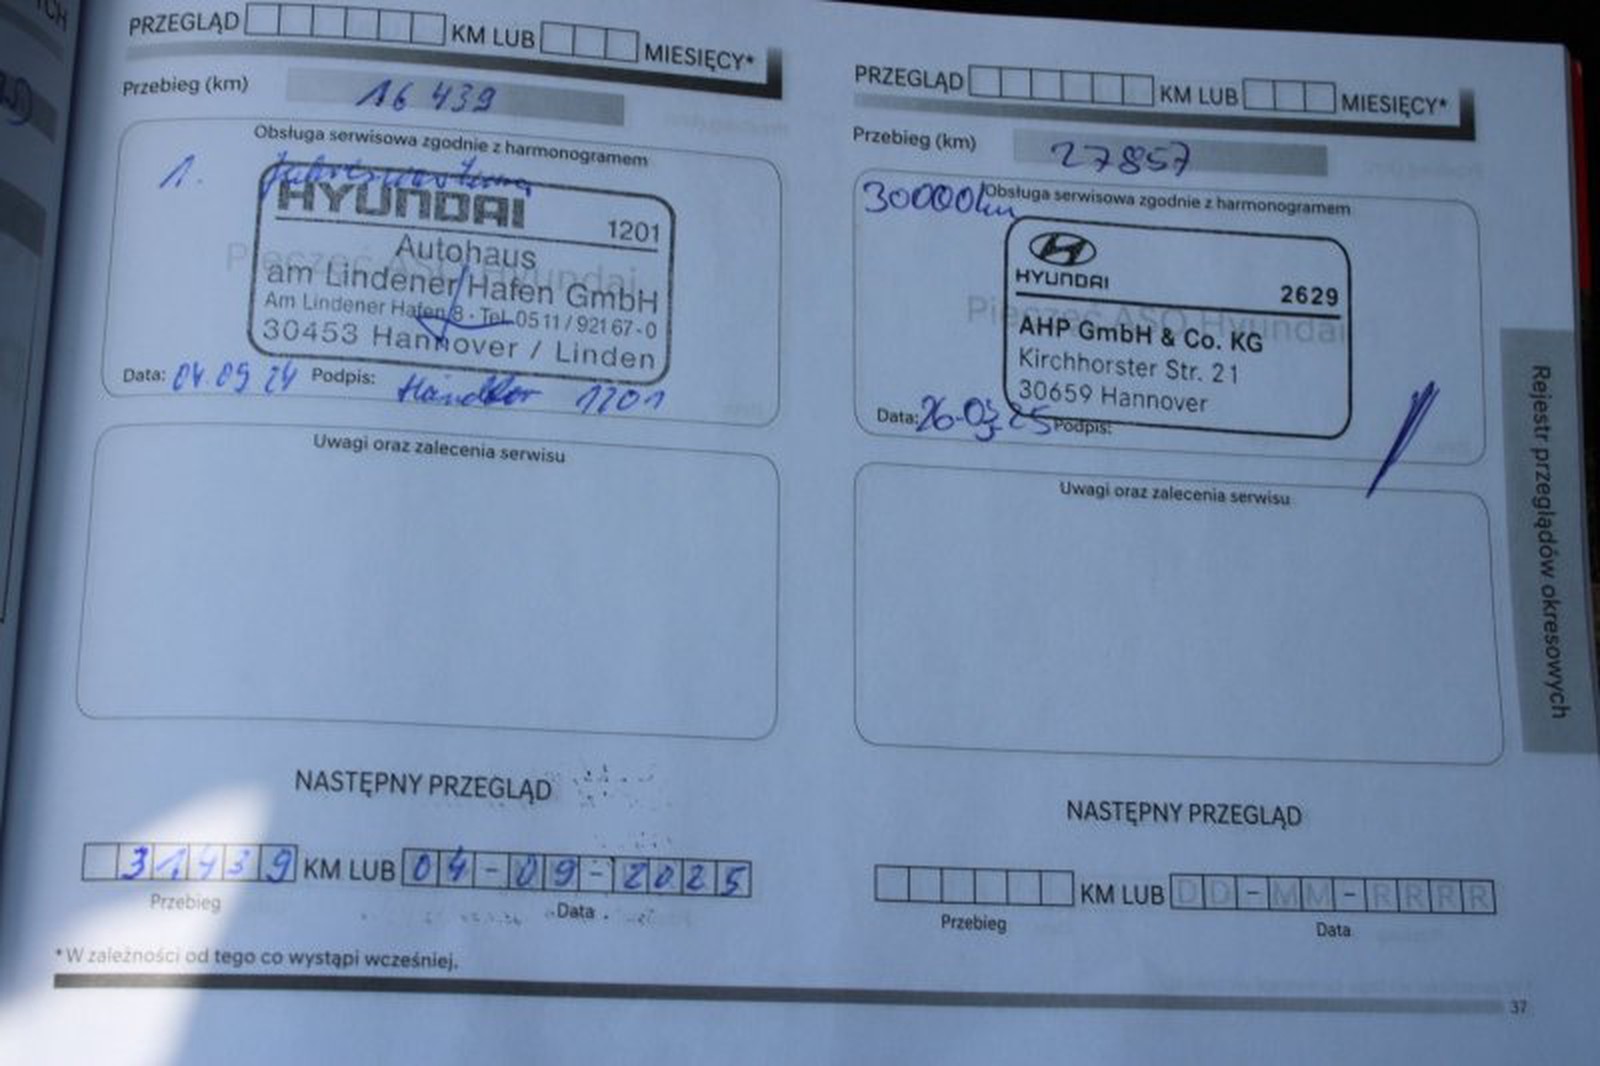 PRZEGLĄD KM LUB MIESIĘCY*
Przebieg (km) 16 439
Obsługa serwisowa zgodnie z harmonogramem
1.
HYUNDAI 1201
Autohaus
am Lindener Hafen GmbH
Am Lindener Hafen 8 · Tel. 05 11 / 921 67-0
30453 Hannover / Linden
Data: 04.09 24 Podpis: Händler 1201
Uwagi oraz zalecenia serwisu
NASTĘPNY PRZEGLĄD
31439 KM LUB 04-09-2025
Przebieg Data
*W zależności od tego co wystąpi wcześniej.
PRZEGLĄD KM LUB MIESIĘCY*
Przebieg (km) 27857
30000km Obsługa serwisowa zgodnie z harmonogramem
Pieczęć ASO Hyundai
HYUNDAI 2629
AHP GmbH & Co. KG
Kirchhorster Str. 21
30659 Hannover
Data: 26-03-25 Podpis:
Uwagi oraz zalecenia serwisu
NASTĘPNY PRZEGLĄD
KM LUB DD-MM-RRRR
Przebieg Data
37
Rejestr przeglądów okresowych